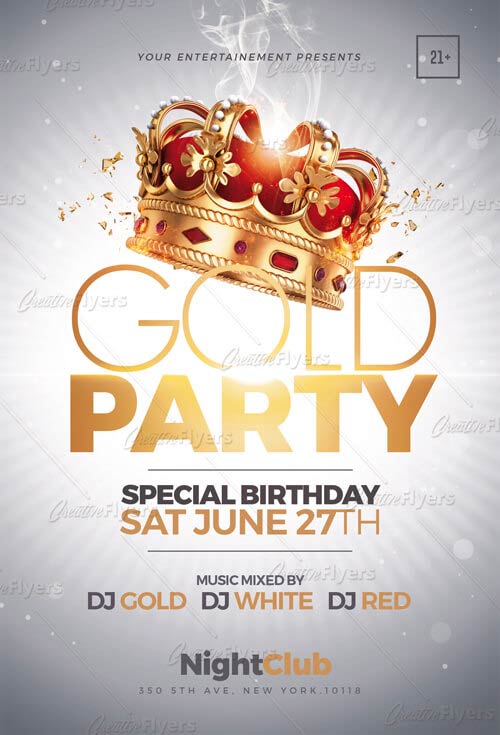 YOUR ENTERTAINEMENT PRESENTS
21+
GOLD
PARTY
SPECIAL BIRTHDAY
SAT JUNE 27TH
MUSIC MIXED BY
DJ GOLD DJ WHITE DJ RED
NightClub
350 5TH AVE, NEW YORK.10118
CreativeFlyers